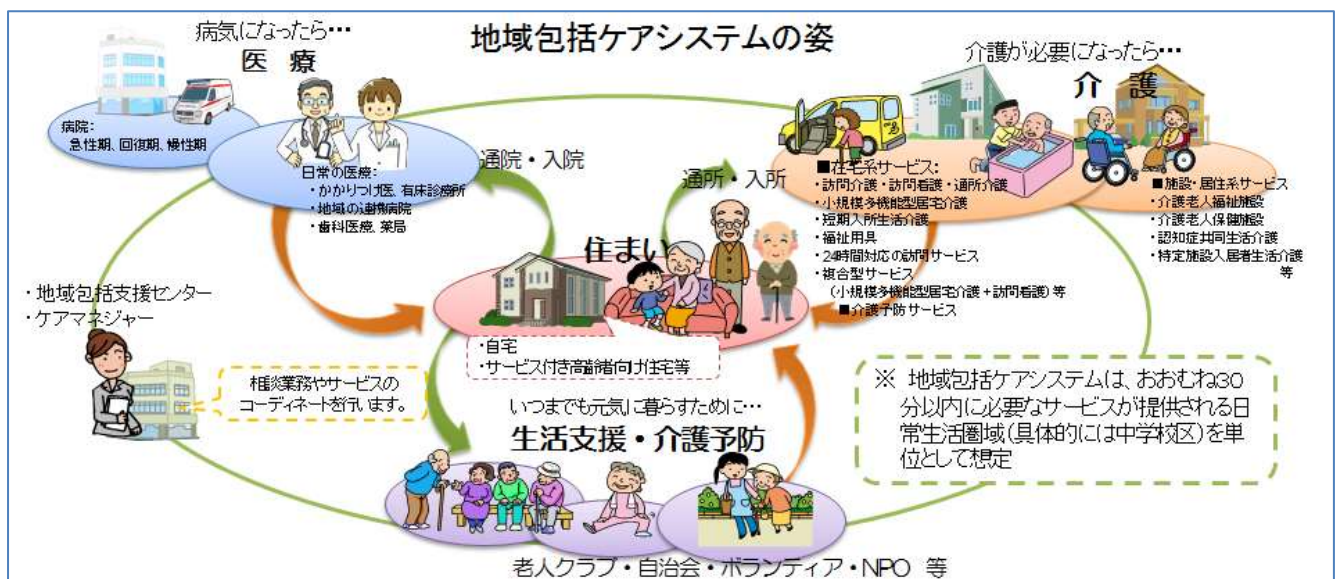 地域包括ケアシステムの姿
病気になったら･･･
医 療
病院:
急性期、回復期、慢性期
日常の医療:
・かかりつけ医、有床診療所
・地域の連携病院
・歯科医療、薬局
通院・入院
通所・入所
介護が必要になったら･･･
介 護
■在宅系サービス:
・訪問介護・訪問看護・通所介護
・小規模多機能型居宅介護
・短期入所生活介護
・福祉用具
・24時間対応の訪問サービス
・複合型サービス
(小規模多機能型居宅介護+訪問看護)等
■介護予防サービス
■施設・居住系サービス
・介護老人福祉施設
・介護老人保健施設
・認知症共同生活介護
・特定施設入居者生活介護
等
住まい
・自宅
・サービス付き高齢者向け住宅等
・地域包括支援センター
・ケアマネジャー
相談業務やサービスの
コーディネートを行います。
いつまでも元気に暮らすために･･･
生活支援・介護予防
老人クラブ・自治会・ボランティア・NPO 等
※ 地域包括ケアシステムは、おおむね30
分以内に必要なサービスが提供される日
常生活圏域(具体的には中学校区)を単
位として想定